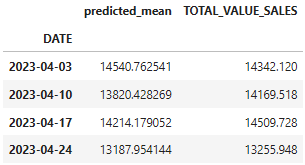 predicted_mean TOTAL_VALUE_SALES
DATE
2023-04-03 14540.762541 14342.120
2023-04-10 13820.428269 14169.518
2023-04-17 14214.179052 14509.728
2023-04-24 13187.954144 13255.948